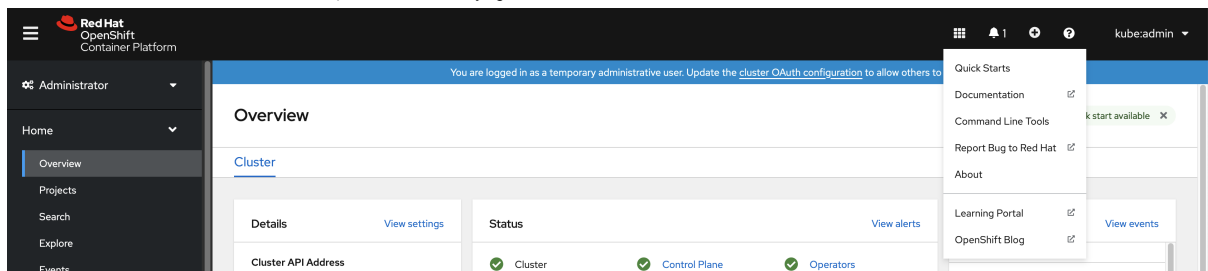 Red Hat
OpenShift
Container Platform
1
kube:admin
Administrator
You are logged in as a temporary administrative user. Update the cluster OAuth configuration to allow others to
Home
Overview
Projects
Search
Explore
Events
Overview
k start available
Cluster
Details
View settings
Cluster API Address
Status
View alerts
Cluster
Control Plane
Operators
View events
Quick Starts
Documentation
Command Line Tools
Report Bug to Red Hat
About
Learning Portal
OpenShift Blog